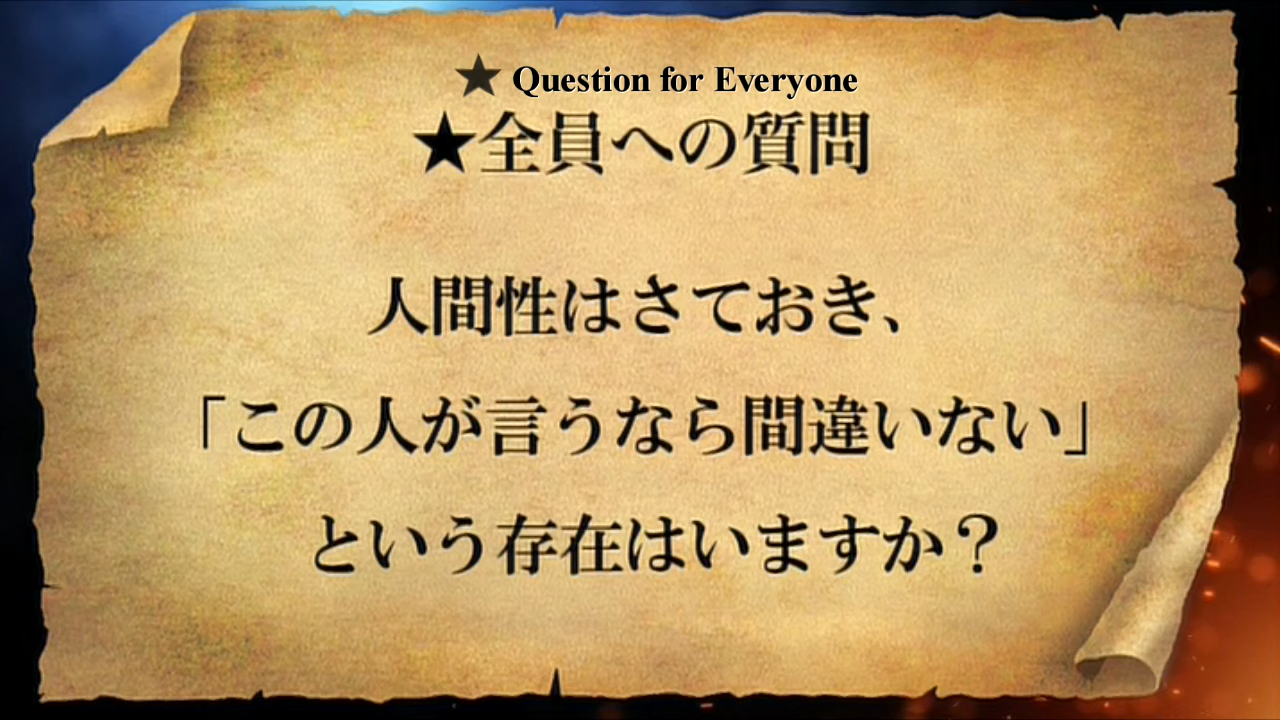 ★ Question for Everyone
★全員への質問
人間性はさておき、
「この人が言うなら間違いない」
という存在はいますか？